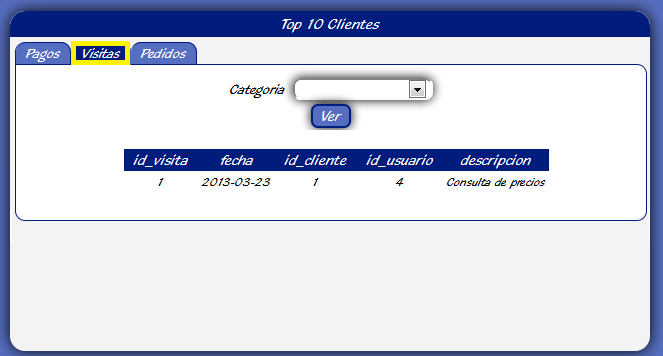 Top 10 Clientes
Pagos Visitas Pedidos
Categoria
Ver
id_visita fecha id_cliente id_usuario descripcion
1 2013-03-23 1 4 Consulta de precios